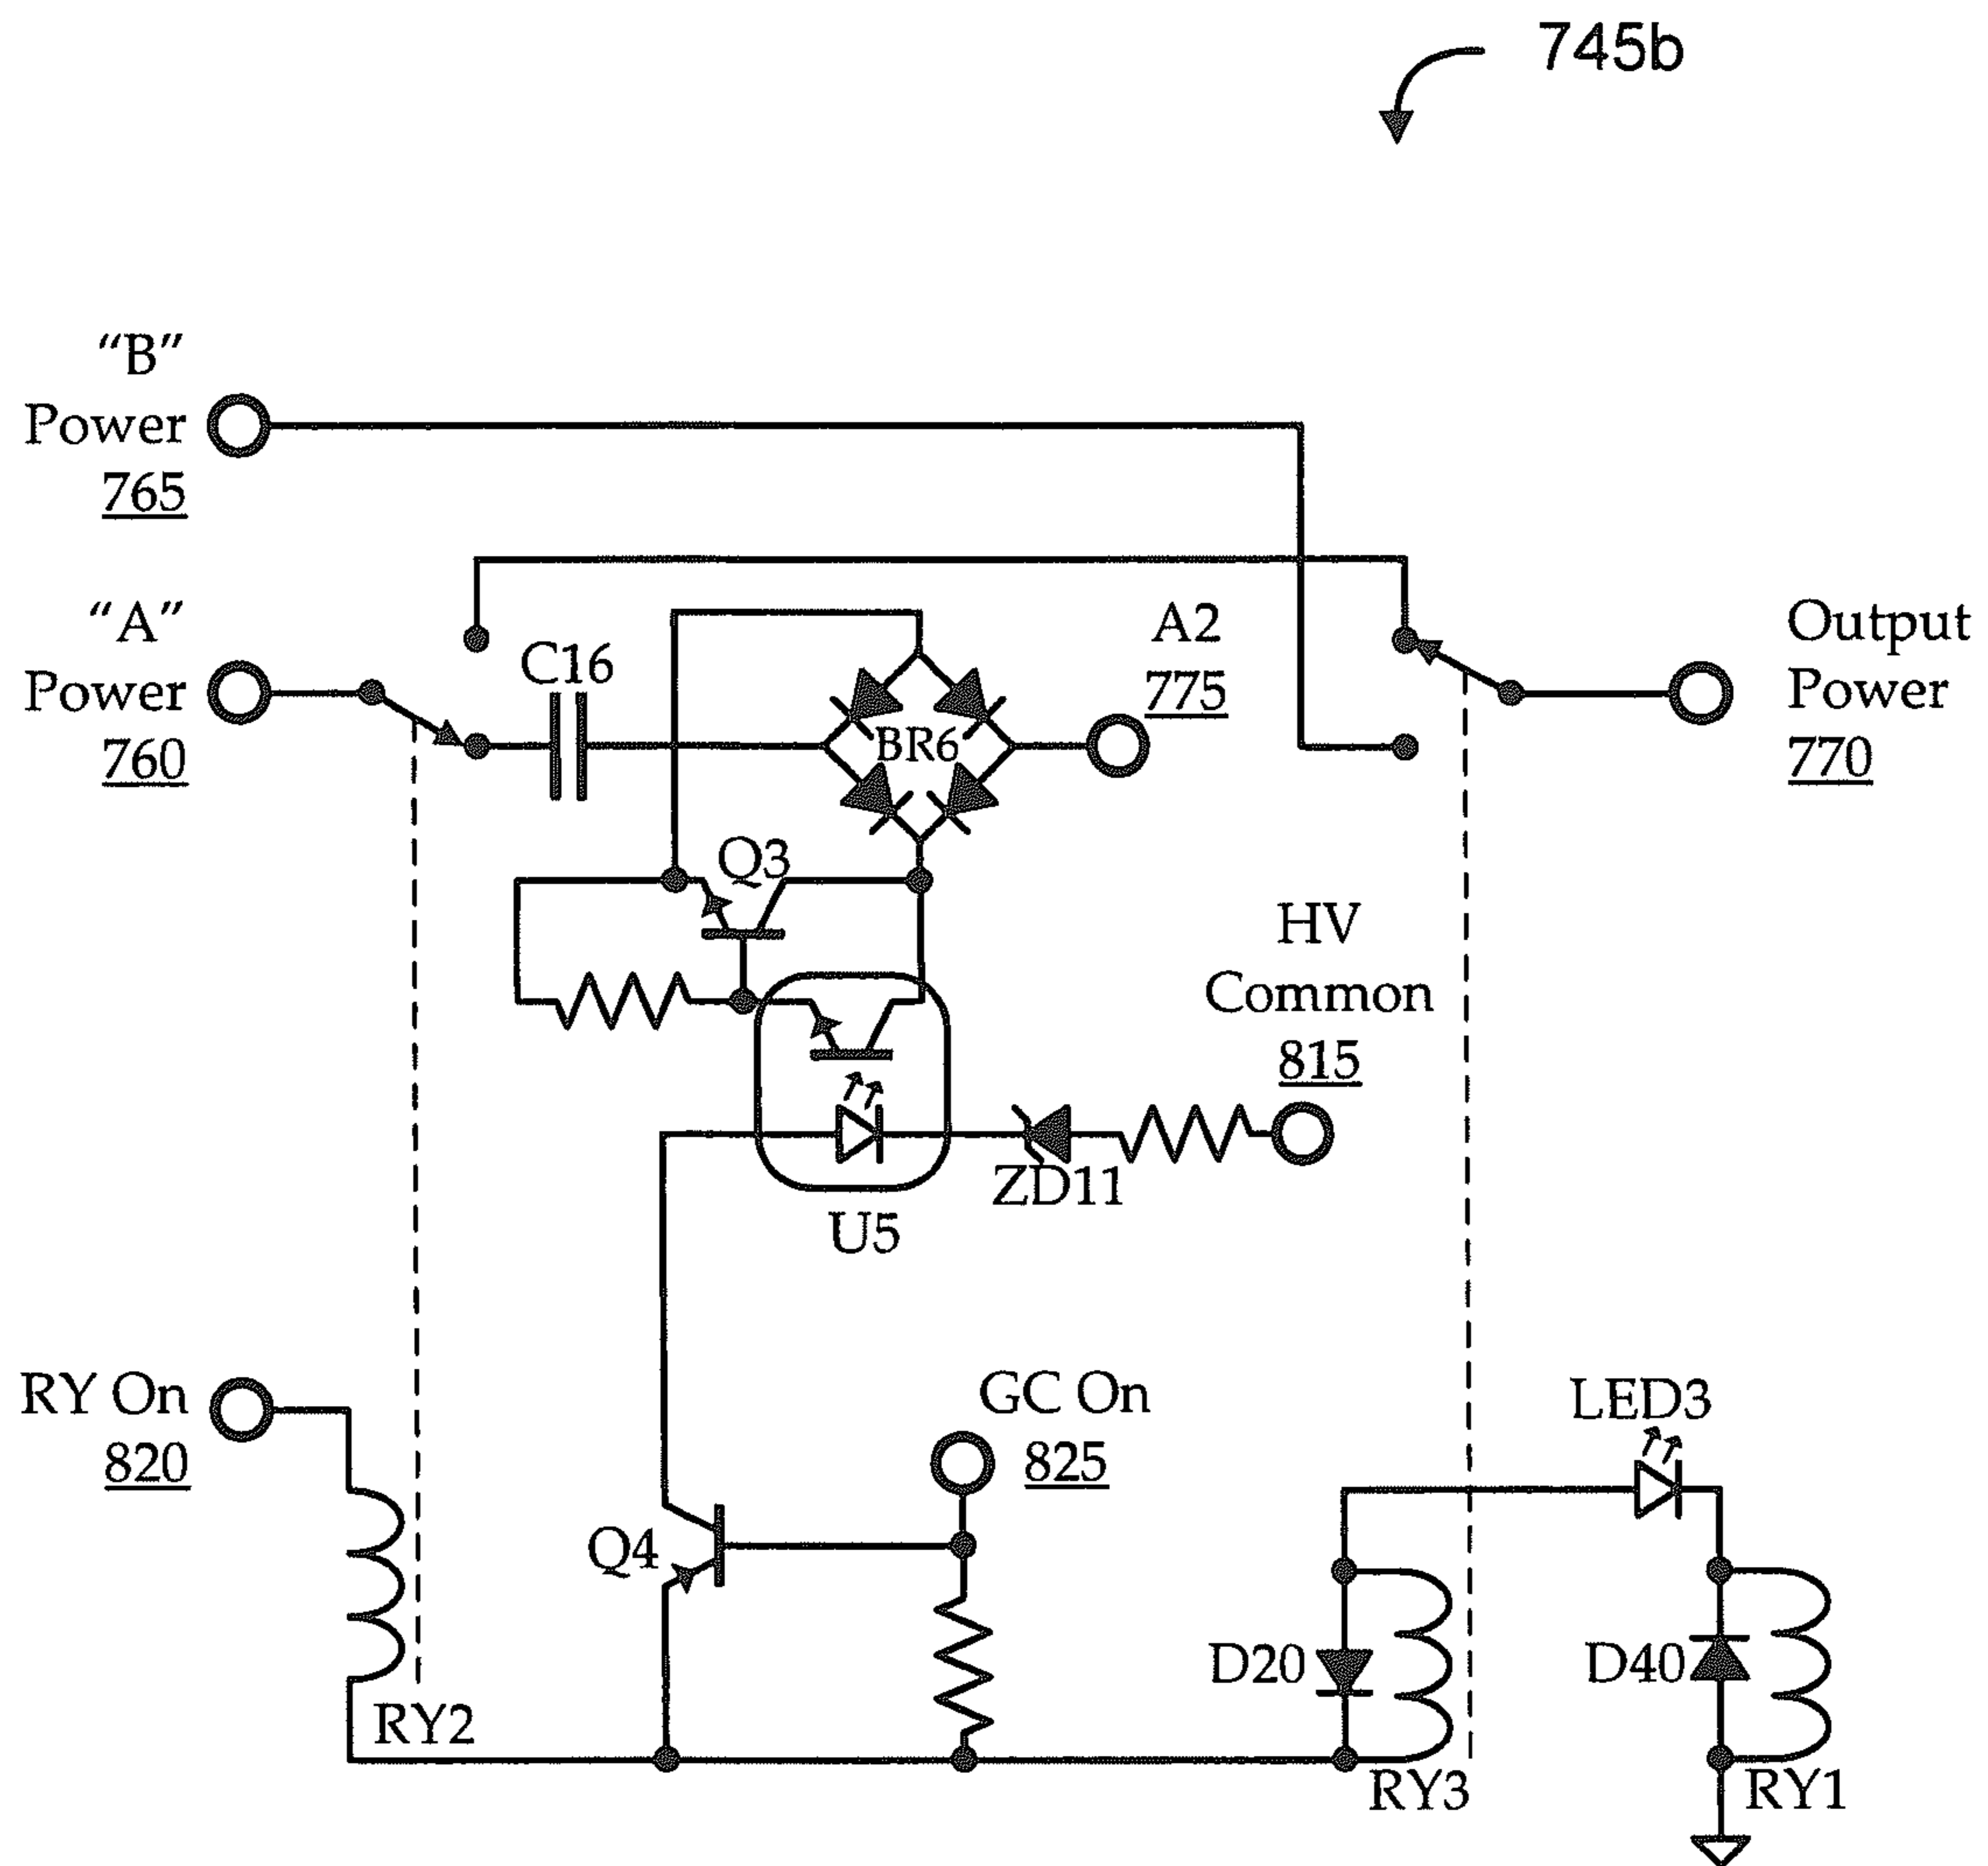 745b
“B”
Power
765
“A”
Power
760
C16
BR6
A2
775
Output
Power
770
Q3
HV
Common
815
ZD11
U5
RY On
820
GC On
825
LED3
Q4
D20
D40
RY2
RY3
RY1